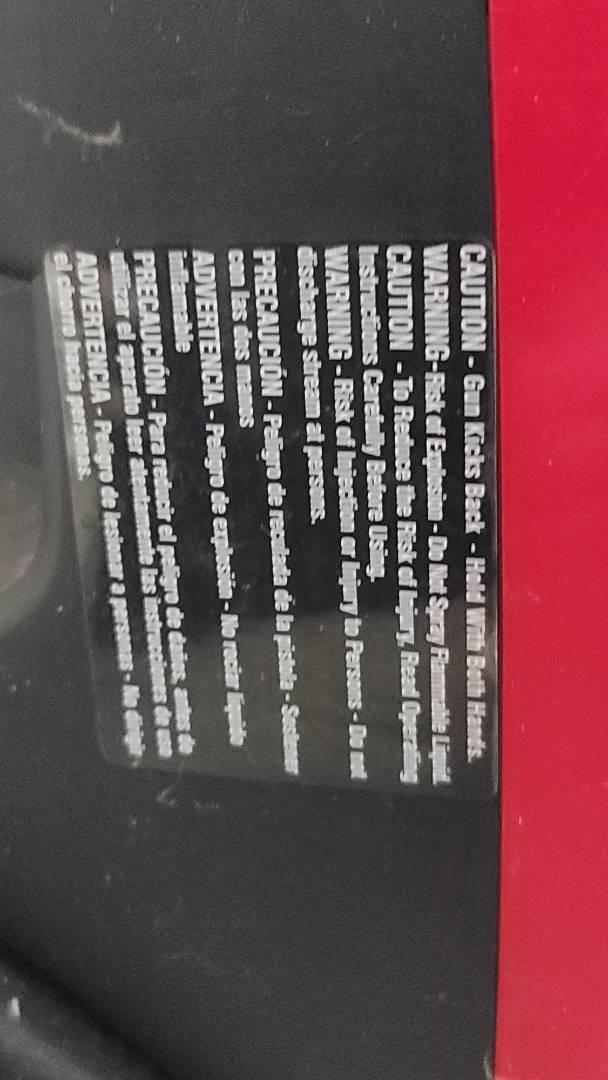 CAUTION - Gun Kicks Back - Hold With Both Hands.
WARNING-Risk of Explosion - Do Not Spray Flammable Liquid.
CAUTION - To Reduce the Risk of Injury, Read Operating
Instructions Carefully Before Using.
WARNING - Risk of Injection or Injury to Persons - Do not
discharge stream at persons.
PRECAUCIÓN - Peligro de reculada de la pistola - Sostener
con las dos manos
ADVERTENCIA - Peligro de explosión - No rociar líquido
inflamable
PRECAUCIÓN - Para reducir el peligro de daños, antes de
utilizar el aparato leer atentamente las instrucciones de uso
ADVERTENCIA - Peligro de lesionar a personas - No dirigir
el chorro hacia personas.